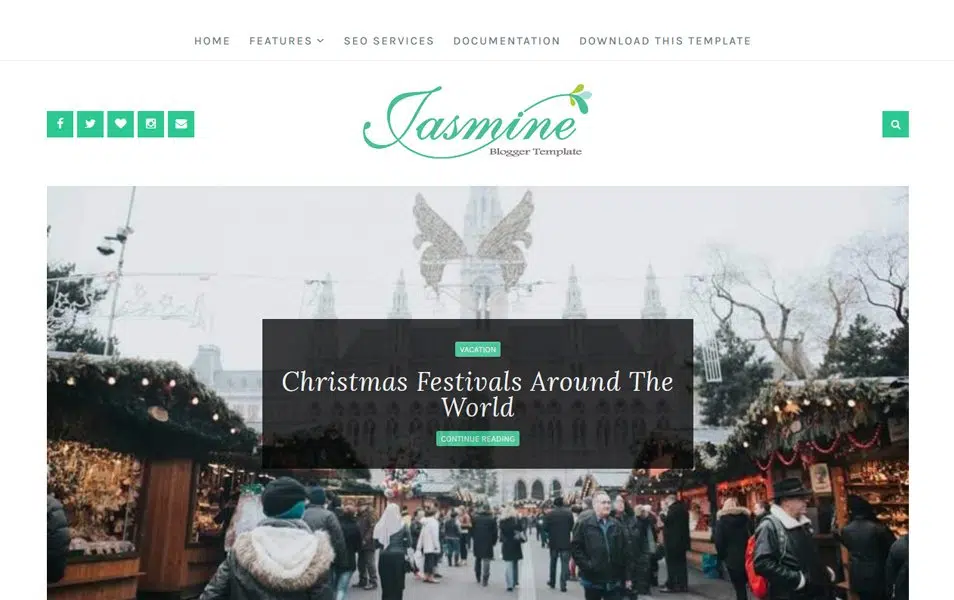 HOME FEATURES SEO SERVICES DOCUMENTATION DOWNLOAD THIS TEMPLATE
Jasmine
Blogger Template
VACATION
Christmas Festivals Around The
World
CONTINUE READING